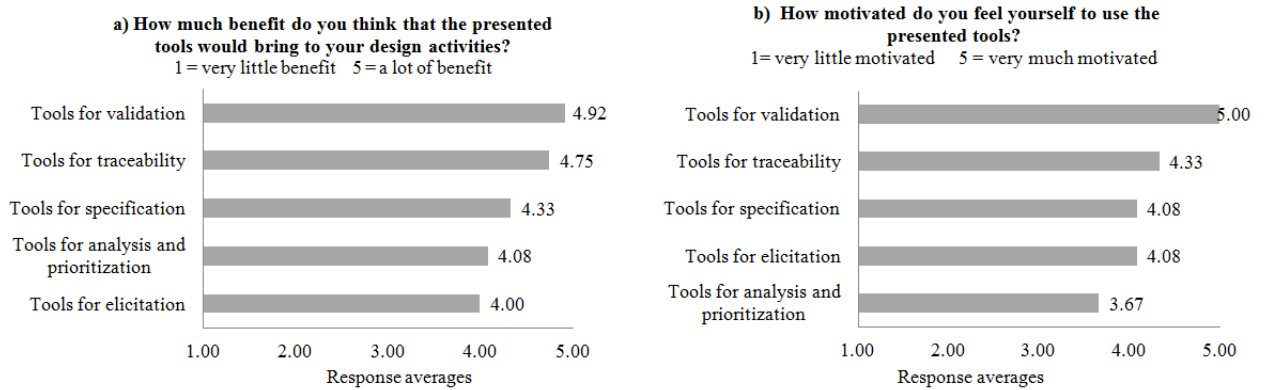 a) How much benefit do you think that the presented
tools would bring to your design activities?
1 = very little benefit 5 = a lot of benefit
Tools for validation
4.92
Tools for traceability
4.75
Tools for specification
4.33
Tools for analysis and
prioritization
4.08
Tools for elicitation
4.00
1.00 2.00 3.00 4.00 5.00
Response averages
b) How motivated do you feel yourself to use the
presented tools?
1= very little motivated 5 = very much motivated
Tools for validation
5.00
Tools for traceability
4.33
Tools for specification
4.08
Tools for elicitation
4.08
Tools for analysis and
prioritization
3.67
1.00 2.00 3.00 4.00 5.00
Response averages